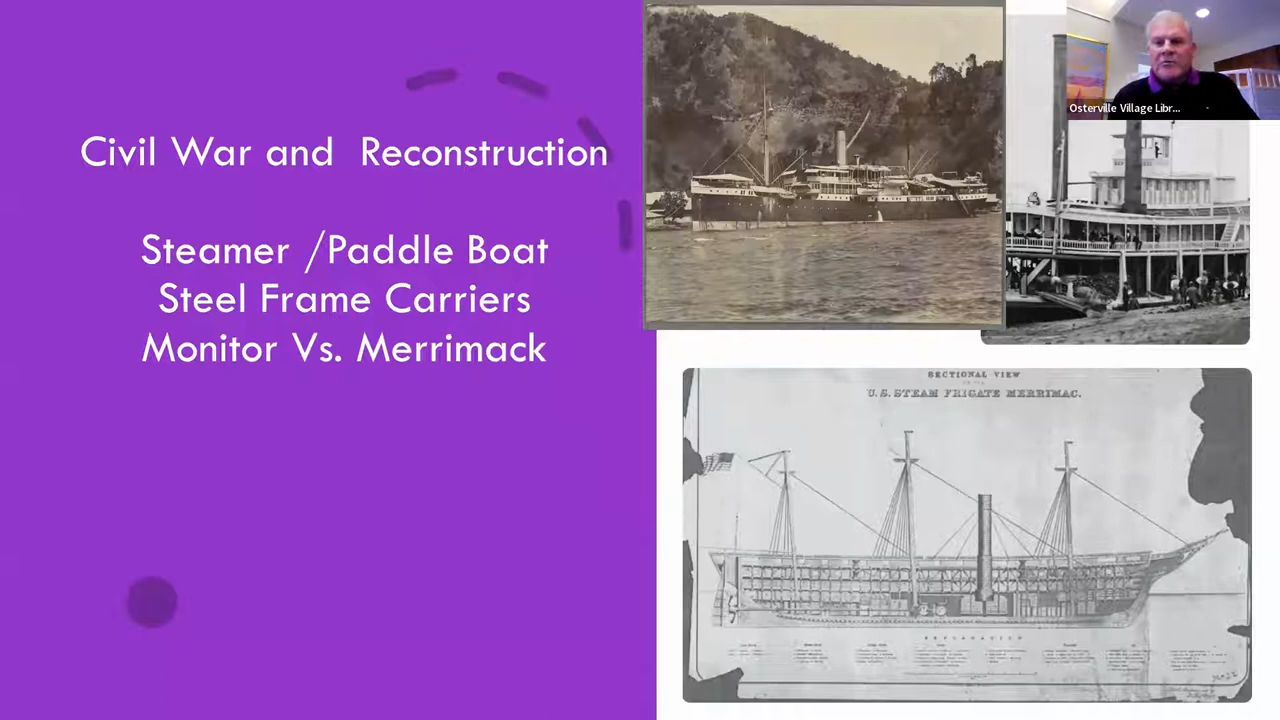 Civil War and Reconstruction
Steamer /Paddle Boat
Steel Frame Carriers
Monitor Vs. Merrimack
Osterville Village Libr...
SECTIONAL VIEW
U.S. STEAM FRIGATE MERRIMAC.
EXPLANATION